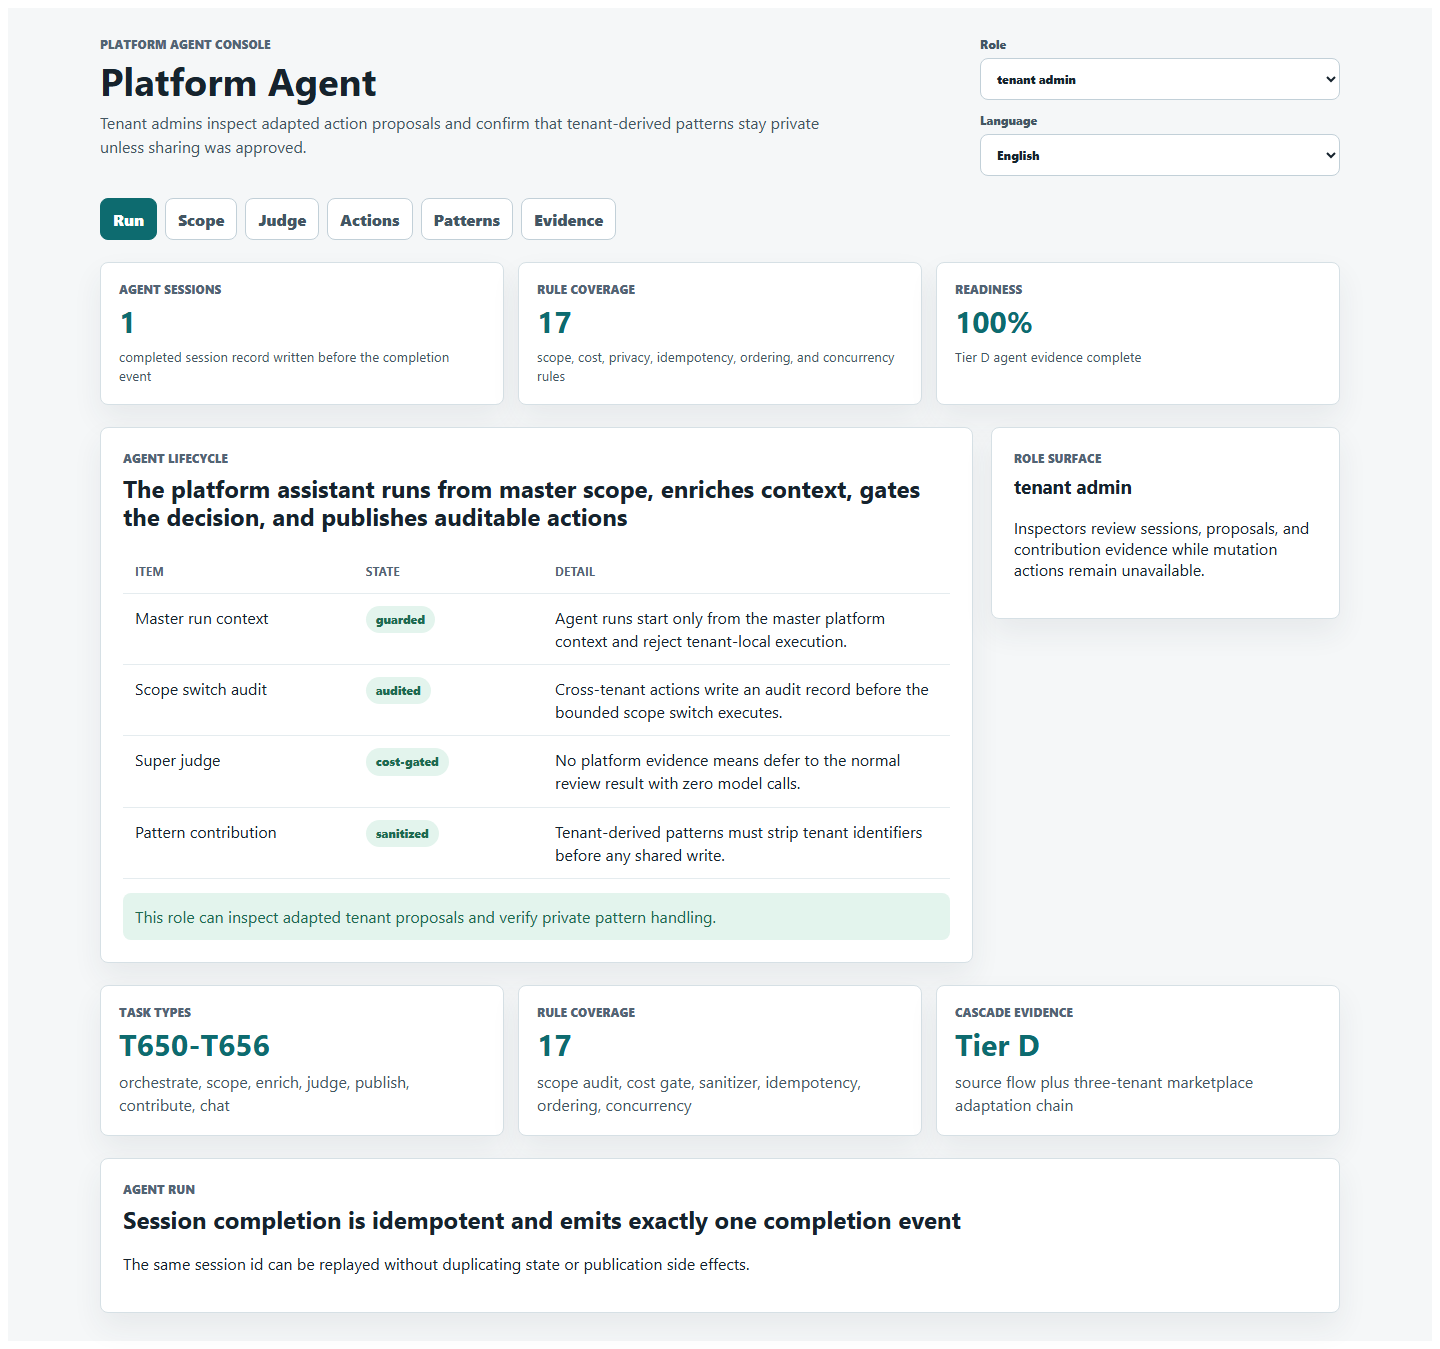 PLATFORM AGENT CONSOLE
Platform Agent
Tenant admins inspect adapted action proposals and confirm that tenant-derived patterns stay private
unless sharing was approved.
Role
tenant admin
Language
English
Run
Scope
Judge
Actions
Patterns
Evidence
AGENT SESSIONS
1
completed session record written before the completion
event
RULE COVERAGE
17
scope, cost, privacy, idempotency, ordering, and concurrency
rules
READINESS
100%
Tier D agent evidence complete
AGENT LIFECYCLE
The platform assistant runs from master scope, enriches context, gates
the decision, and publishes auditable actions
ITEM STATE DETAIL
Master run context
guarded
Agent runs start only from the master platform
context and reject tenant-local execution.
Scope switch audit
audited
Cross-tenant actions write an audit record before the
bounded scope switch executes.
Super judge
cost-gated
No platform evidence means defer to the normal
review result with zero model calls.
Pattern contribution
sanitized
Tenant-derived patterns must strip tenant identifiers
before any shared write.
This role can inspect adapted tenant proposals and verify private pattern handling.
ROLE SURFACE
tenant admin
Inspectors review sessions, proposals, and
contribution evidence while mutation
actions remain unavailable.
TASK TYPES
T650-T656
orchestrate, scope, enrich, judge, publish,
contribute, chat
RULE COVERAGE
17
scope audit, cost gate, sanitizer, idempotency,
ordering, concurrency
CASCADE EVIDENCE
Tier D
source flow plus three-tenant marketplace
adaptation chain
AGENT RUN
Session completion is idempotent and emits exactly one completion event
The same session id can be replayed without duplicating state or publication side effects.